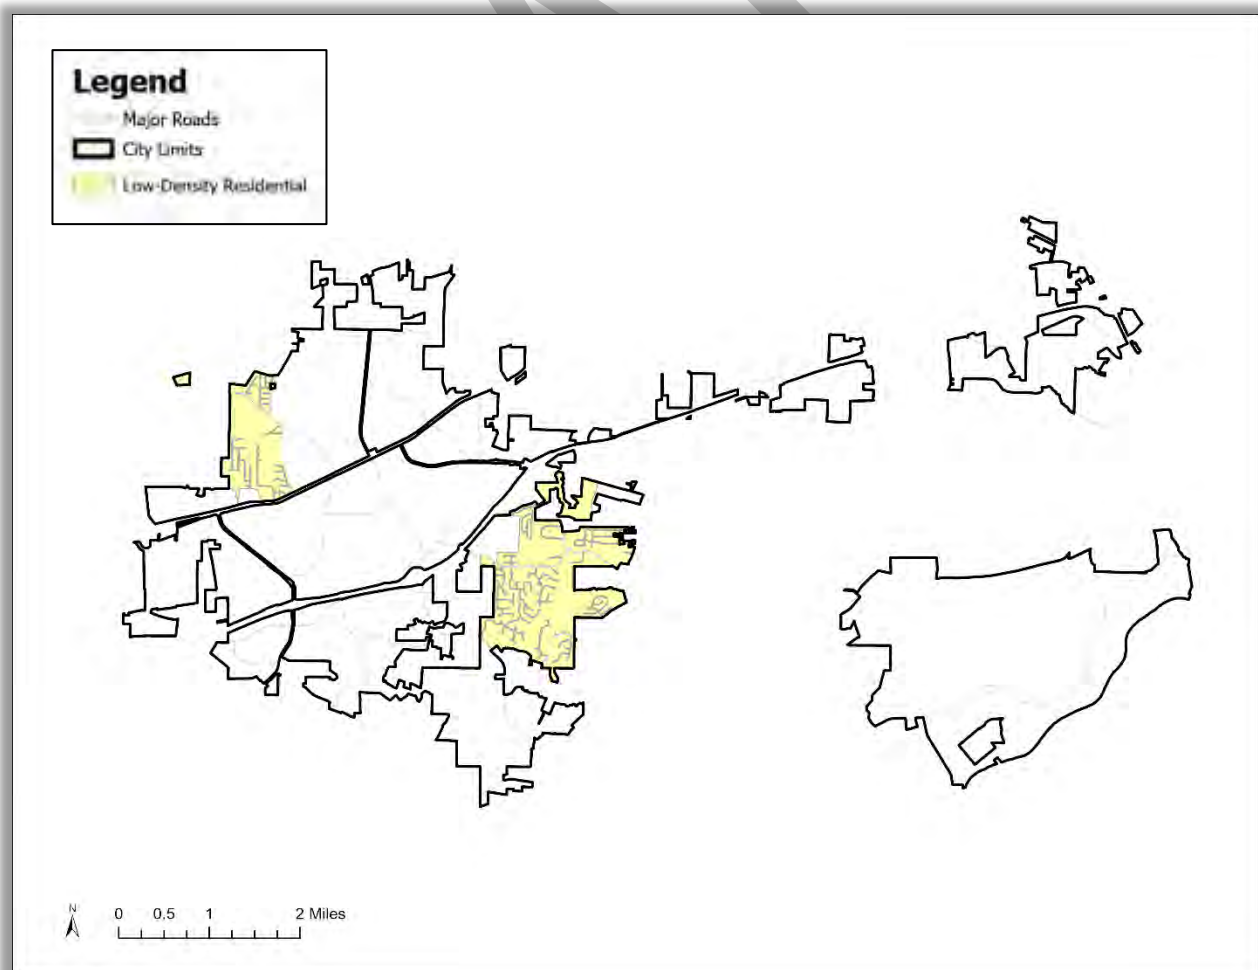 Legend
Major Roads
City Limits
Low-Density Residential
N
0 0.5 1 2 Miles